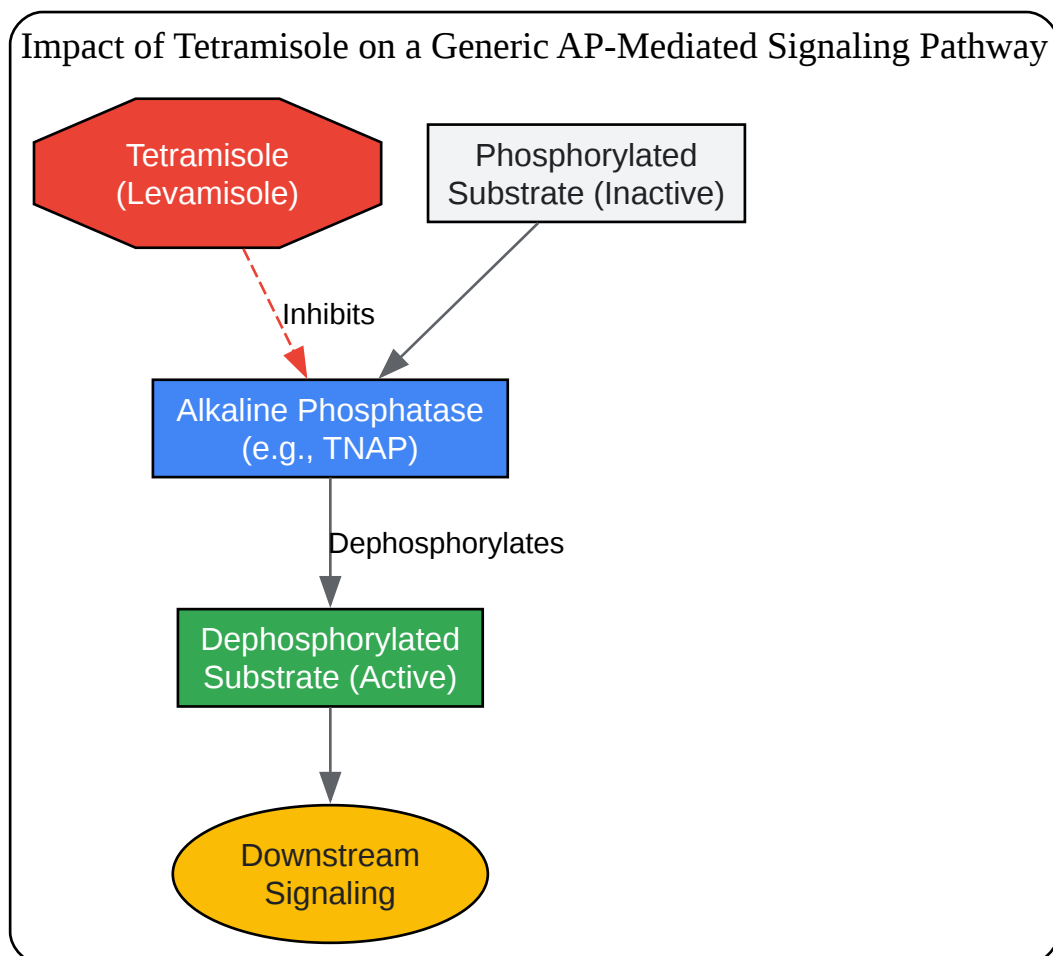 Impact of Tetramisole on a Generic AP-Mediated Signaling Pathway
Tetramisole
(Levamisole)
Phosphorylated
Substrate (Inactive)
Inhibits
Alkaline Phosphatase
(e.g., TNAP)
Dephosphorylates
Dephosphorylated
Substrate (Active)
Downstream
Signaling